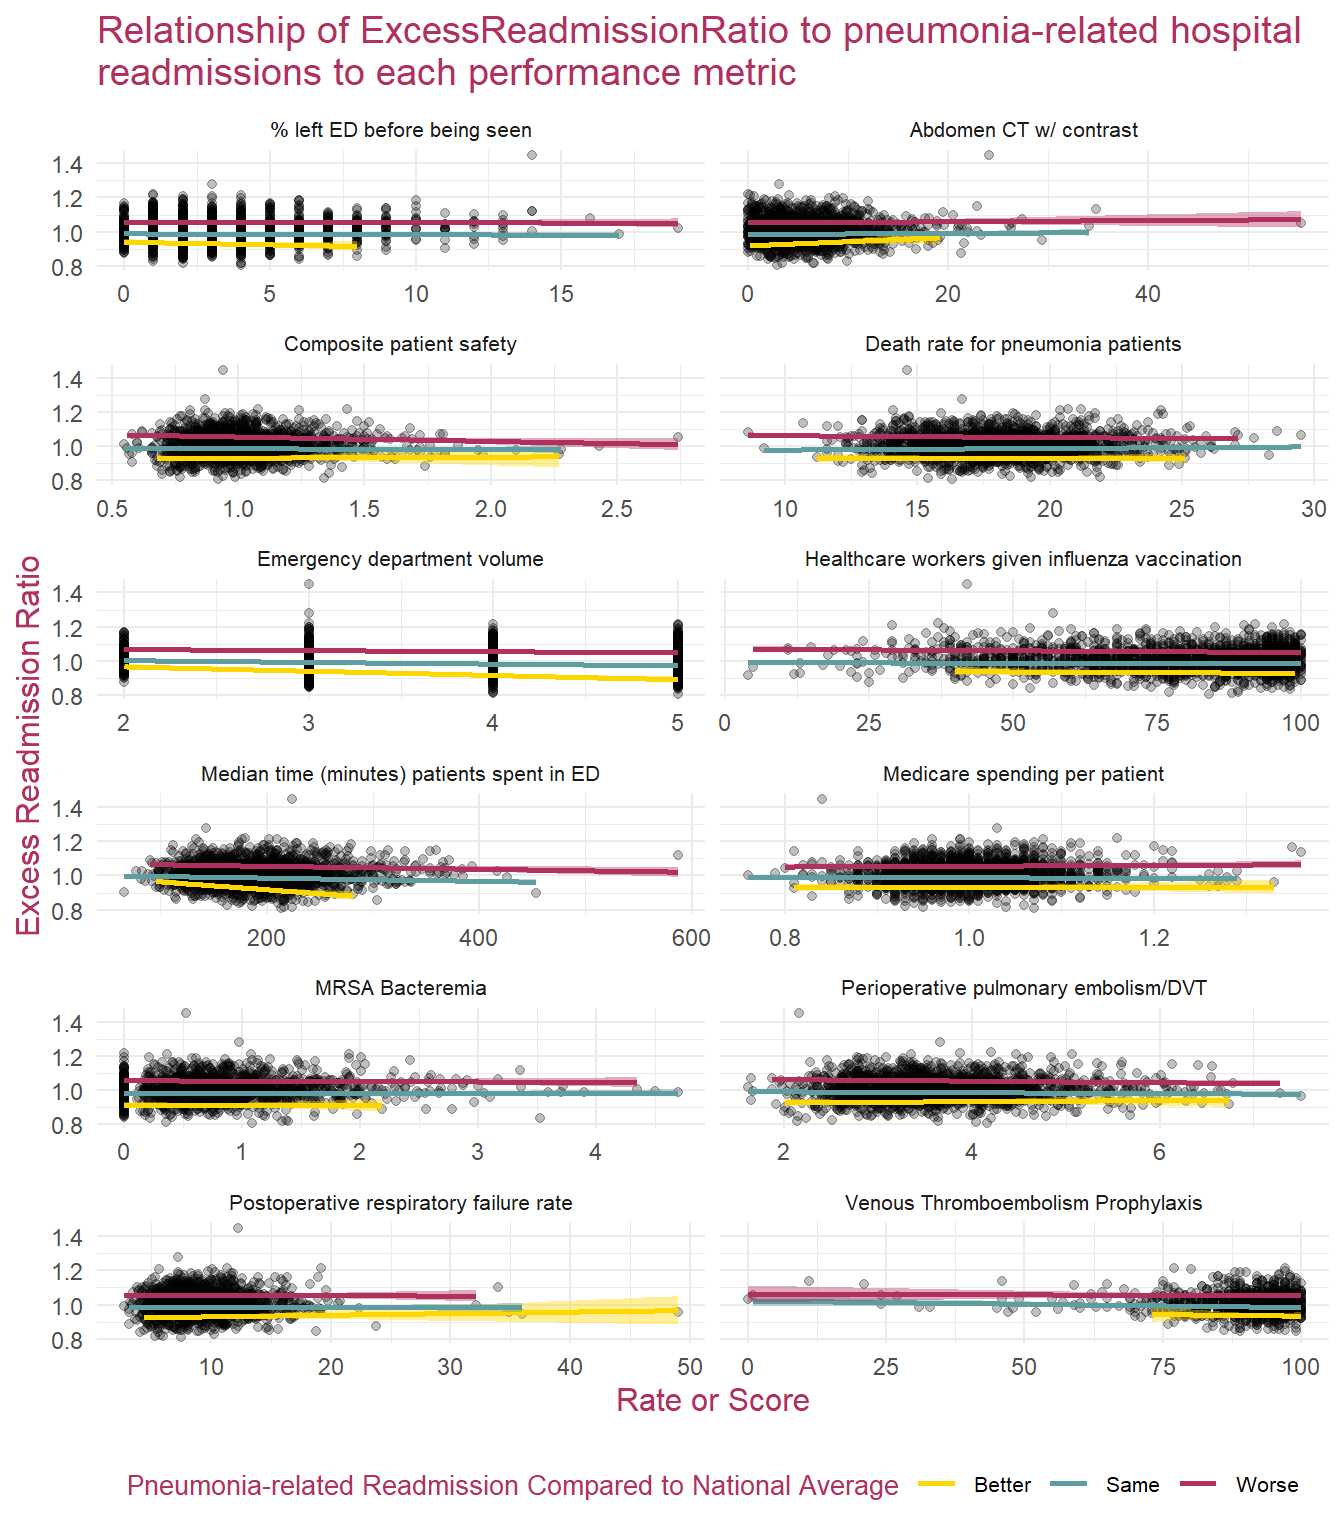 Relationship of ExcessReadmissionRatio to pneumonia-related hospital
readmissions to each performance metric
% left ED before being seen
Abdomen CT w/ contrast
1.4
1.2
1.0
0.8
0 5 10 15
0 20 40
Composite patient safety
Death rate for pneumonia patients
1.4
1.2
1.0
0.8
0.5 1.0 1.5 2.0 2.5
10 15 20 25 30
Emergency department volume
Healthcare workers given influenza vaccination
1.4
1.2
1.0
0.8
2 3 4 5
0 25 50 75 100
Median time (minutes) patients spent in ED
Medicare spending per patient
1.4
1.2
1.0
0.8
200 400 600
0.8 1.0 1.2
MRSA Bacteremia
Perioperative pulmonary embolism/DVT
1.4
1.2
1.0
0.8
0 1 2 3 4
2 4 6
Postoperative respiratory failure rate
Venous Thromboembolism Prophylaxis
1.4
1.2
1.0
0.8
10 20 30 40 50
0 25 50 75 100
Excess Readmission Ratio
Rate or Score
Pneumonia-related Readmission Compared to National Average Better Same Worse